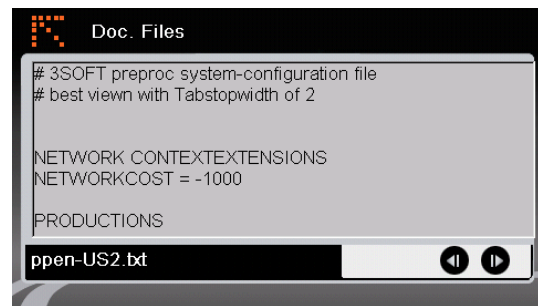 Doc. Files
# 3SOFT preproc system-configuration file
# best viewn with Tabstopwidth of 2
NETWORK CONTEXTEXTENSIONS
NETWORKCOST = -1000
PRODUCTIONS
ppen-US2.txt